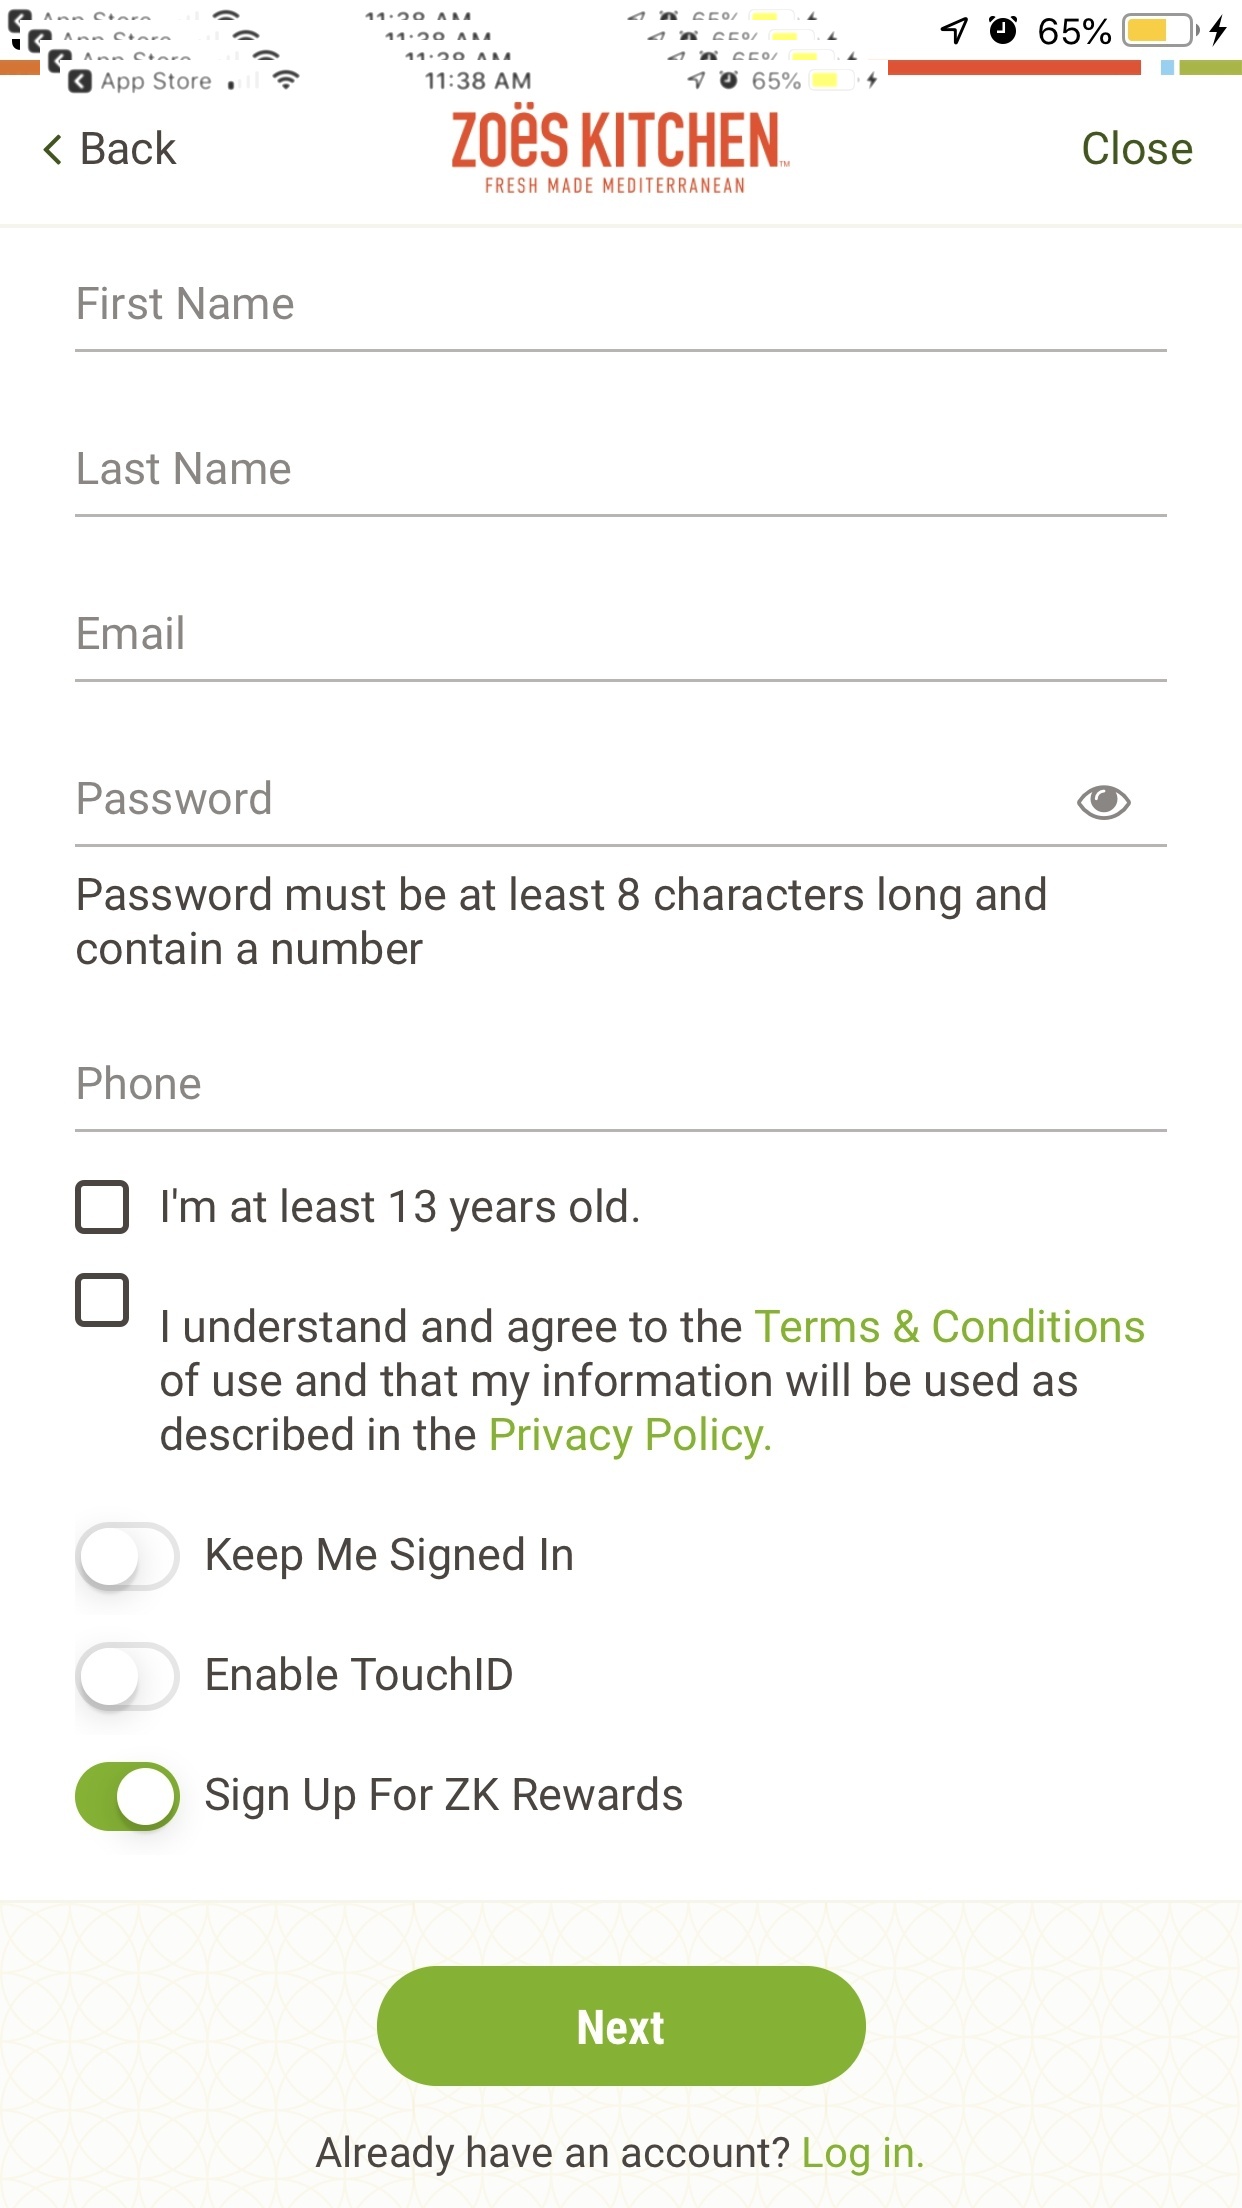 65%
App Store 11:38 AM 65%
Back
ZOËS KITCHEN™
Close
FRESH MADE MEDITERRANEAN
First Name
Last Name
Email
Password
Password must be at least 8 characters long and
contain a number
Phone
I'm at least 13 years old.
I understand and agree to the Terms & Conditions
of use and that my information will be used as
described in the Privacy Policy.
Keep Me Signed In
Enable TouchID
Sign Up For ZK Rewards
Next
Already have an account? Log in.